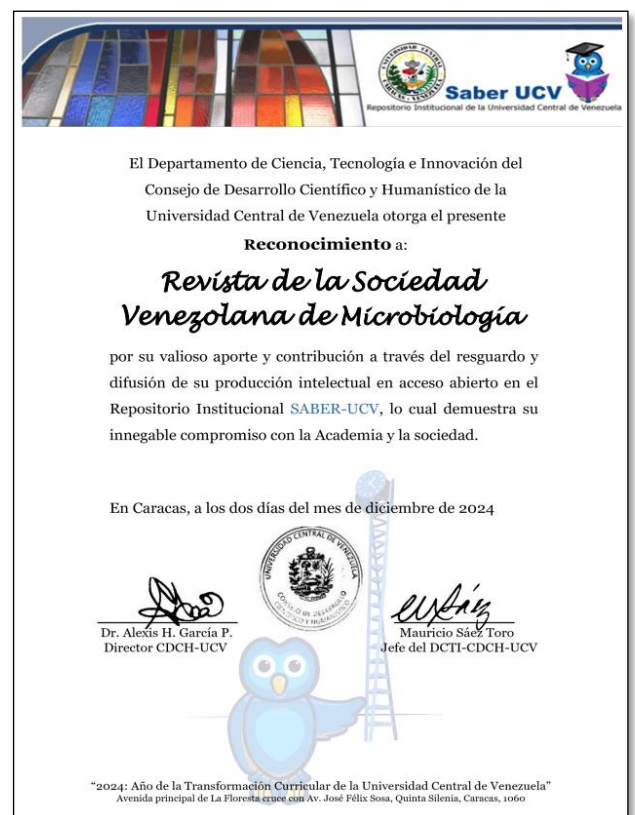 UNIVERSIDAD CENTRAL
CARACAS - VENEZUELA
Saber UCV
Repositorio Institucional de la Universidad Central de Venezuela
El Departamento de Ciencia, Tecnología e Innovación del
Consejo de Desarrollo Científico y Humanístico de la
Universidad Central de Venezuela otorga el presente
Reconocimiento a:
Revista de la Sociedad
Venezolana de Microbiología
por su valioso aporte y contribución a través del resguardo y
difusión de su producción intelectual en acceso abierto en el
Repositorio Institucional SABER-UCV, lo cual demuestra su
innegable compromiso con la Academia y la sociedad.
En Caracas, a los dos días del mes de diciembre de 2024
UNIVERSIDAD CENTRAL DE VENEZUELA
CONSEJO DE DESARROLLO
CIENTIFICO Y HUMANISTICO
Dr. Alexis H. García P.
Director CDCH-UCV
Mauricio Sáez Toro
Jefe del DCTI-CDCH-UCV
“2024: Año de la Transformación Curricular de la Universidad Central de Venezuela”
Avenida principal de La Floresta cruce con Av. José Félix Sosa, Quinta Silenia, Caracas, 1060